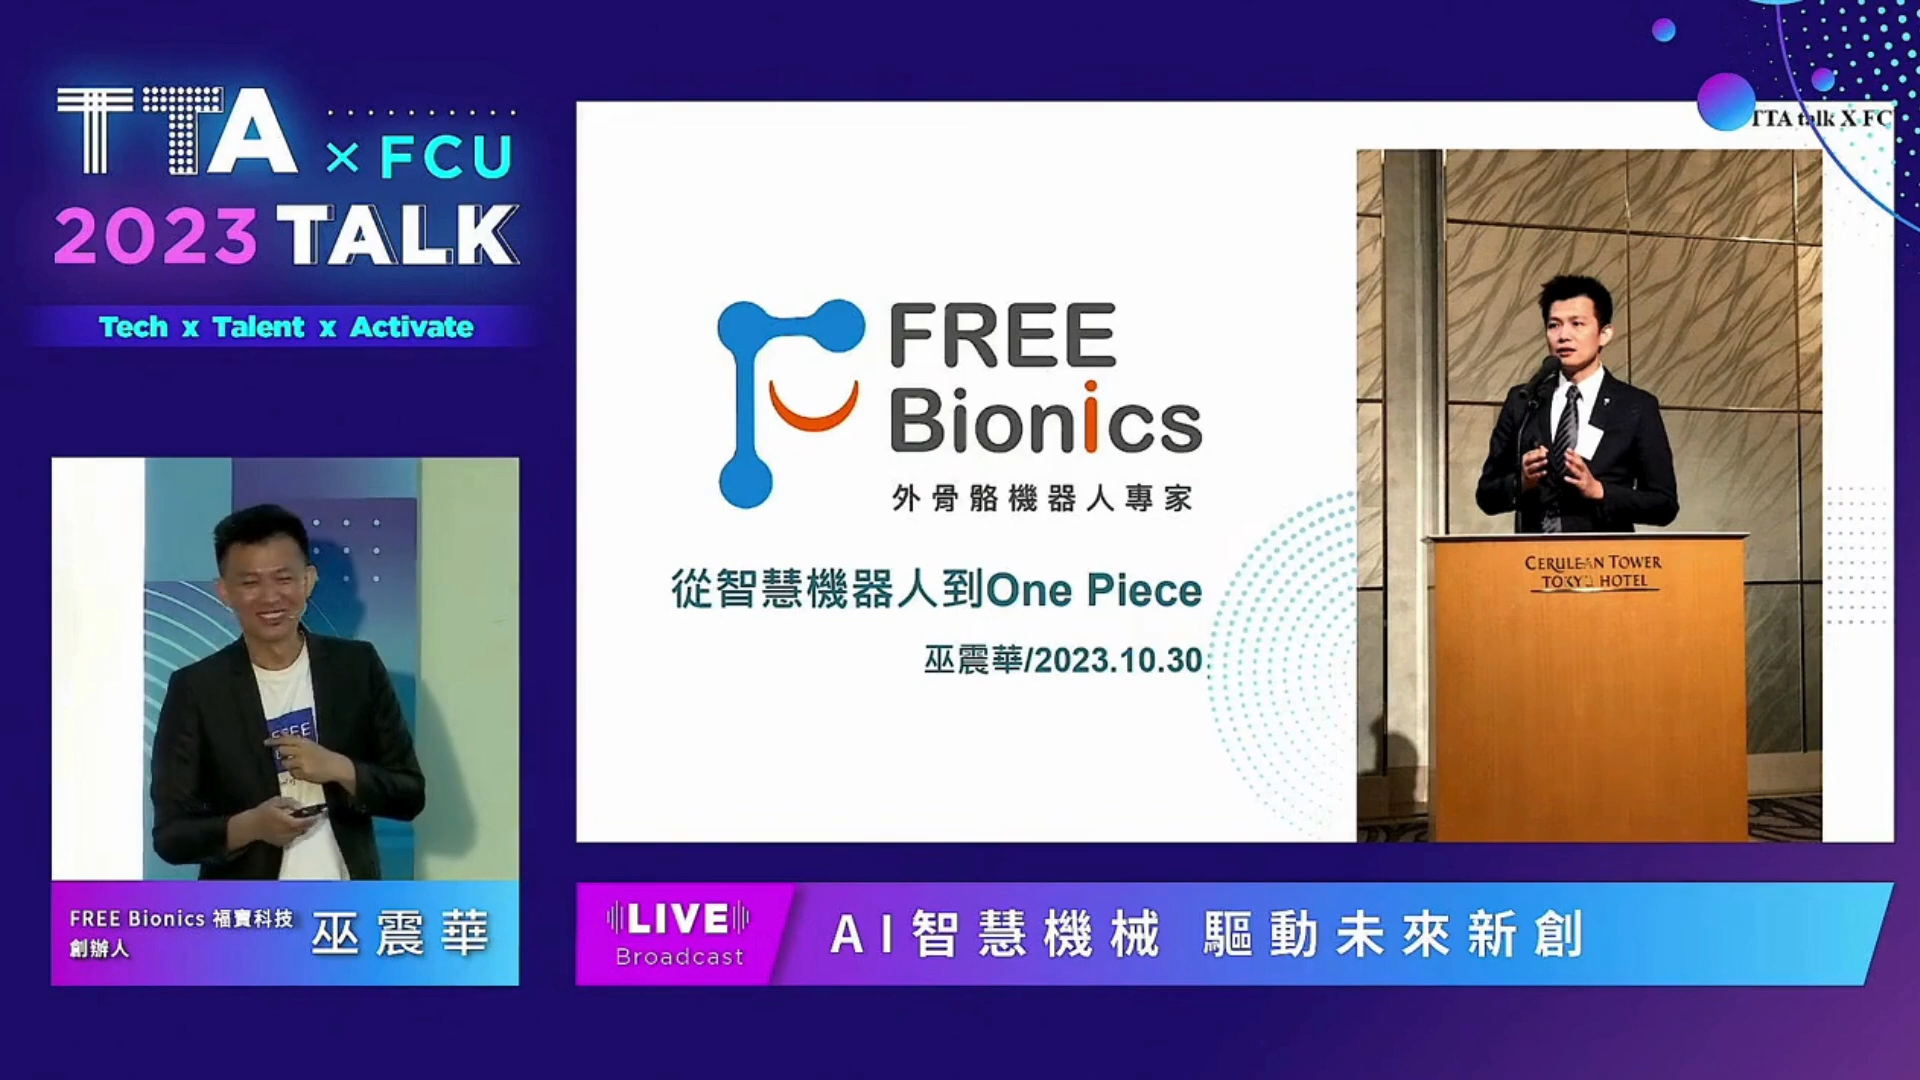 TTA × FCU
2023 TALK
Tech x Talent x Activate
TTA talk X FC
FREE
Bionics
外骨骼機器人專家
從智慧機器人到One Piece
巫震華/2023.10.30
CERULEAN TOWER
TOKYU HOTEL
FREE
FREE Bionics 福寶科技
創辦人
巫震華
LIVE
Broadcast
AI智慧機械 驅動未來新創